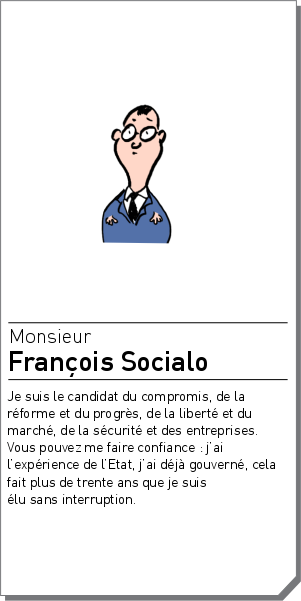 Monsieur
François Socialo
Je suis le candidat du compromis, de la
réforme et du progrès, de la liberté et du
marché, de la sécurité et des entreprises.
Vous pouvez me faire confiance : j'ai
l'expérience de l'Etat, j'ai déjà gouverné, cela
fait plus de trente ans que je suis
élu sans interruption.